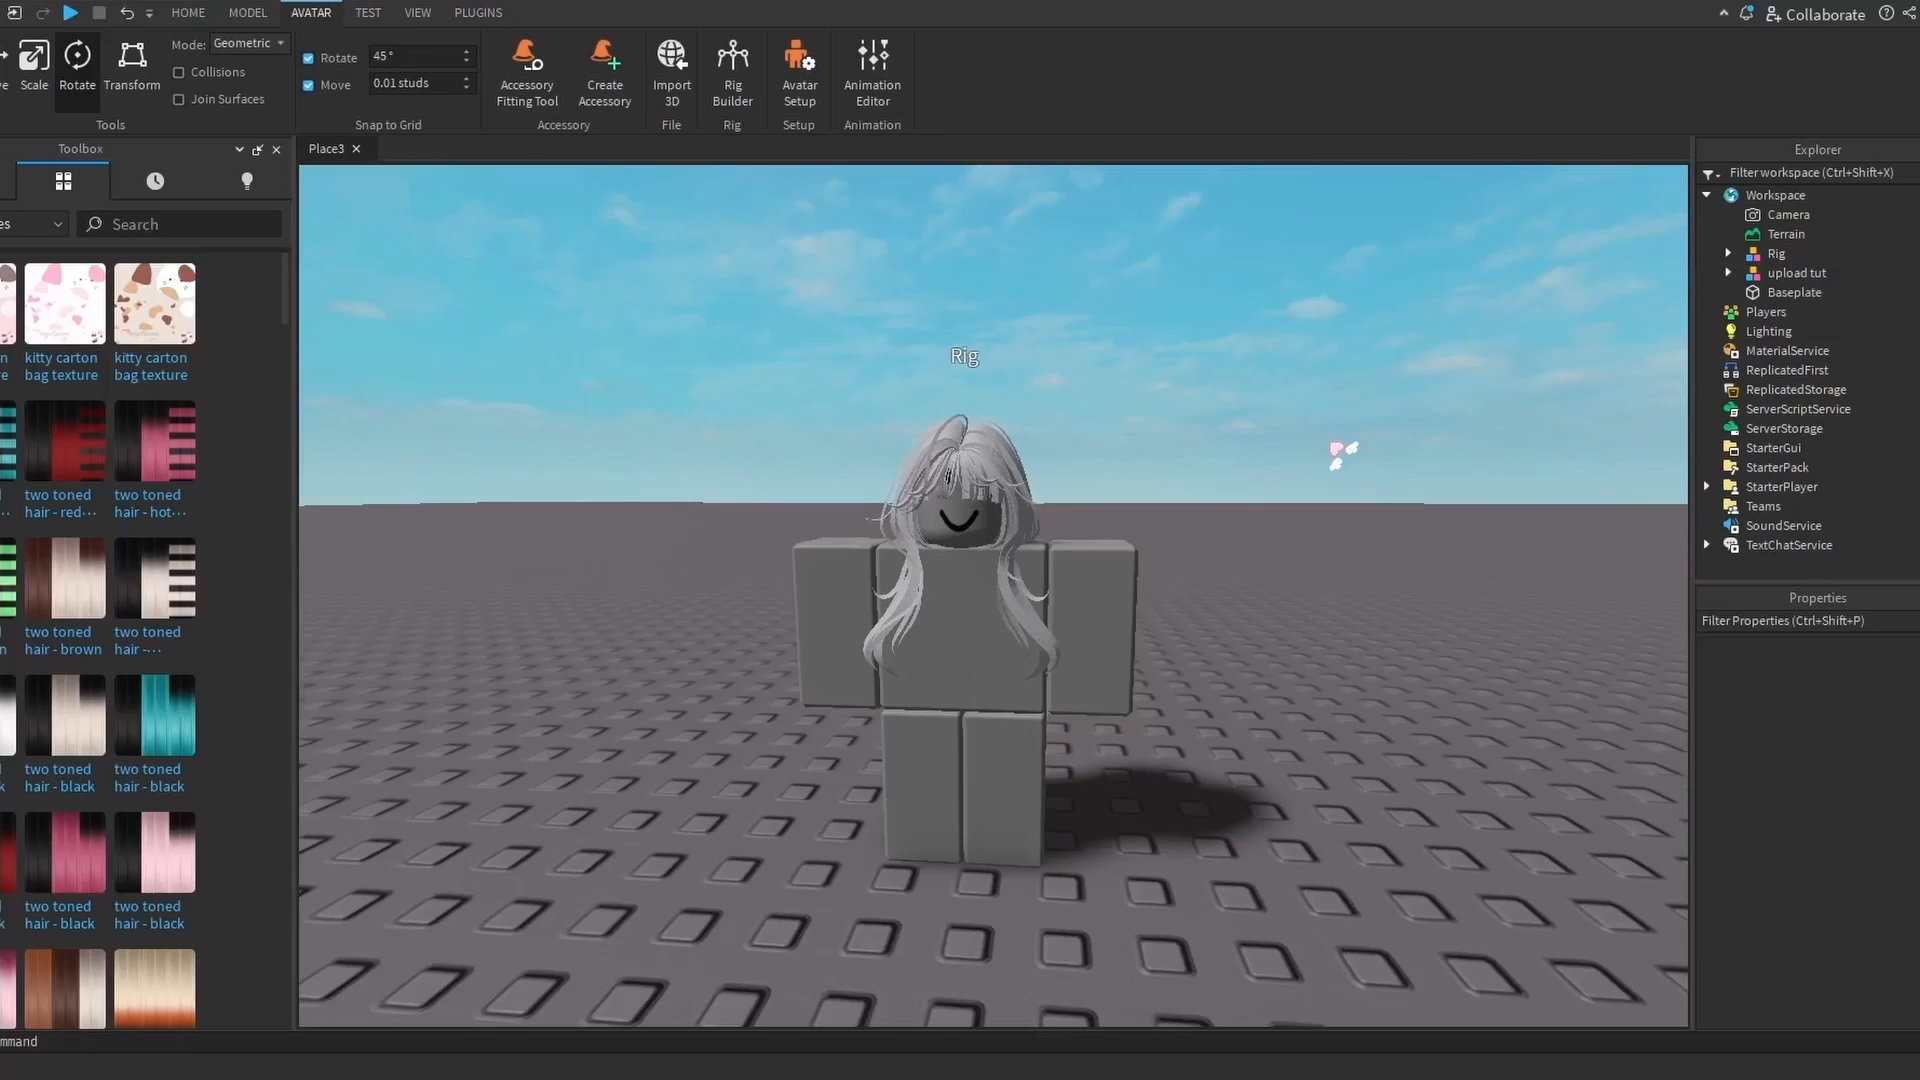 HOME MODEL AVATAR TEST VIEW PLUGINS
Collaborate
Scale
Rotate
Transform
Mode: Geometric
Collisions
Join Surfaces
Tools
Rotate 45°
Move 0.01 studs
Snap to Grid
Accessory
Fitting Tool
Create
Accessory
Accessory
Import
3D
File
Rig
Builder
Rig
Avatar
Setup
Setup
Animation
Editor
Animation
Toolbox
Search
kitty carton
bag texture
kitty carton
bag texture
two toned
hair - red...
two toned
hair - hot...
two toned
hair - brown
two toned
hair -...
two toned
hair - black
two toned
hair - black
two toned
hair - black
two toned
hair - black
Place3
Rig
Explorer
Filter workspace (Ctrl+Shift+X)
Workspace
Camera
Terrain
Rig
upload tut
Baseplate
Players
Lighting
MaterialService
ReplicatedFirst
ReplicatedStorage
ServerScriptService
ServerStorage
StarterGui
StarterPack
StarterPlayer
Teams
SoundService
TextChatService
Properties
Filter Properties (Ctrl+Shift+P)
mmand